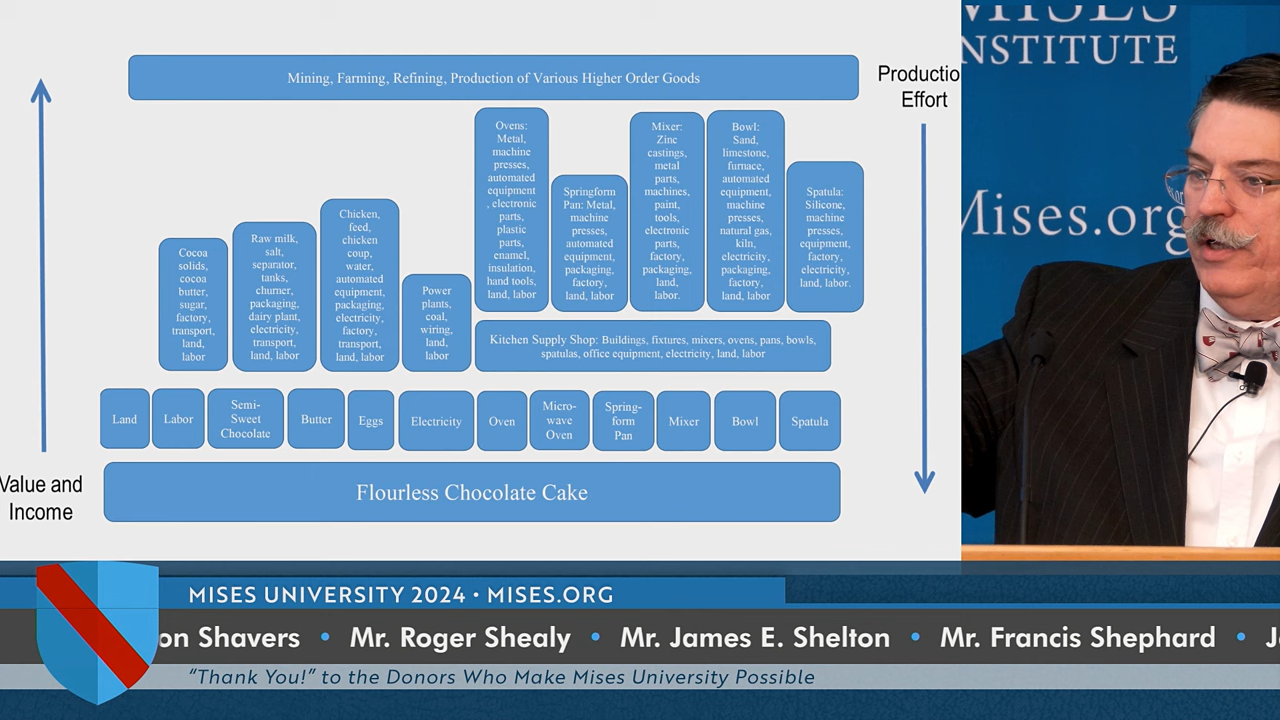 Mining, Farming, Refining, Production of Various Higher Order Goods
Productio
Effort
Value and
Income
Cocoa
solids,
cocoa
butter,
sugar,
factory,
transport,
land,
labor
Raw milk,
salt,
separator,
tanks,
churner,
packaging,
dairy plant,
electricity,
transport,
land, labor
Chicken,
feed,
chicken
coup,
water,
automated
equipment,
packaging,
electricity,
factory,
transport,
land, labor
Power
plants,
coal,
wiring,
land,
labor
Ovens:
Metal,
machine
presses,
automated
equipment
, electronic
parts,
plastic
parts,
enamel,
insulation,
hand tools,
land, labor
Springform
Pan: Metal,
machine
presses,
automated
equipment,
packaging,
factory,
land, labor
Mixer:
Zinc
castings,
metal
parts,
machines,
paint,
tools,
electronic
parts,
factory,
packaging,
land,
labor.
Bowl:
Sand,
limestone,
furnace,
automated
equipment,
machine
presses,
natural gas,
kiln,
electricity,
packaging,
factory,
land, labor
Spatula:
Silicone,
machine
presses,
equipment,
factory,
electricity,
land, labor.
Kitchen Supply Shop: Buildings, fixtures, mixers, ovens, pans, bowls,
spatulas, office equipment, electricity, land, labor
Land
Labor
Semi-
Sweet
Chocolate
Butter
Eggs
Electricity
Oven
Micro-
wave
Oven
Spring-
form
Pan
Mixer
Bowl
Spatula
Flourless Chocolate Cake
MISES
NSTITUTE
Mises.org
MISES UNIVERSITY 2024 • MISES.ORG
on Shavers • Mr. Roger Shealy • Mr. James E. Shelton • Mr. Francis Shephard • J
“Thank You!” to the Donors Who Make Mises University Possible